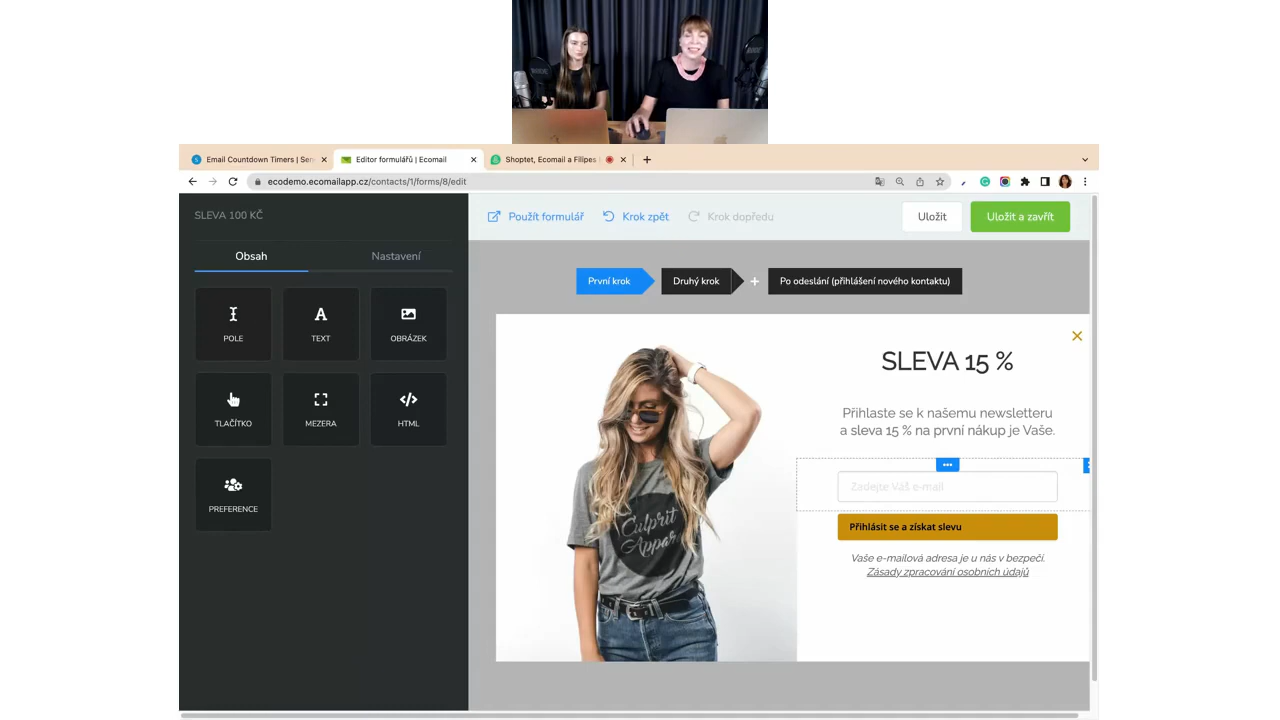 Email Countdown Timers | Sen
Editor formulářů | Ecomail
Shoptet, Ecomail a Filipes
ecodemo.ecomailapp.cz/contacts/1/forms/8/edit
SLEVA 100 KČ
Použít formulář
Krok zpět
Krok dopředu
Uložit
Uložit a zavřít
Obsah
Nastavení
První krok
Druhý krok
Po odeslání (přihlášení nového kontaktu)
POLE
TEXT
OBRÁZEK
TLAČÍTKO
MEZERA
HTML
PREFERENCE
SLEVA 15 %
Přihlaste se k našemu newsletteru
a sleva 15 % na první nákup je Vaše.
Zadejte Váš e-mail
Přihlásit se a získat slevu
Vaše e-mailová adresa je u nás v bezpečí.
Zásady zpracování osobních údajů
Culprit
Appar